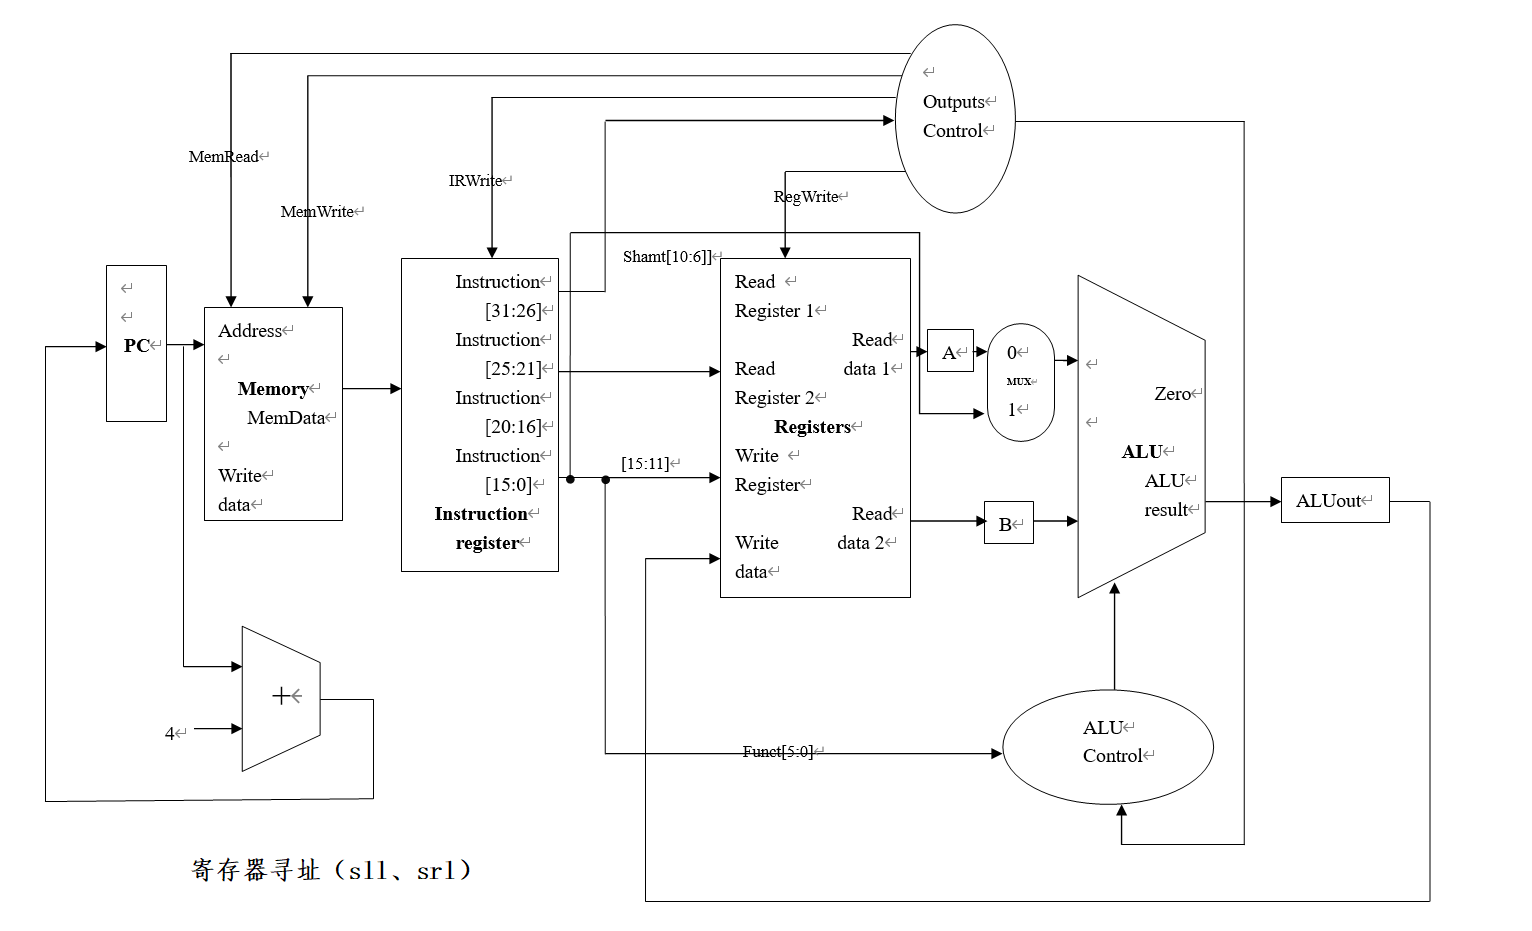 Outputs
Control
MemRead
IRWrite
MemWrite
RegWrite
Shamt[10:6]]
PC
Address
Memory
MemData
Write
data
Instruction
[31:26]
Instruction
[25:21]
Instruction
[20:16]
Instruction
[15:0]
Instruction
register
[15:11]
Read
Register 1
Read
data 1
Read
Register 2
Registers
Write
Register
Read
data 2
Write
data
A
0
MUX
1
B
Zero
ALU
ALU
result
ALUout
+
4
Funct[5:0]
ALU
Control
寄存器寻址（sll、srl）